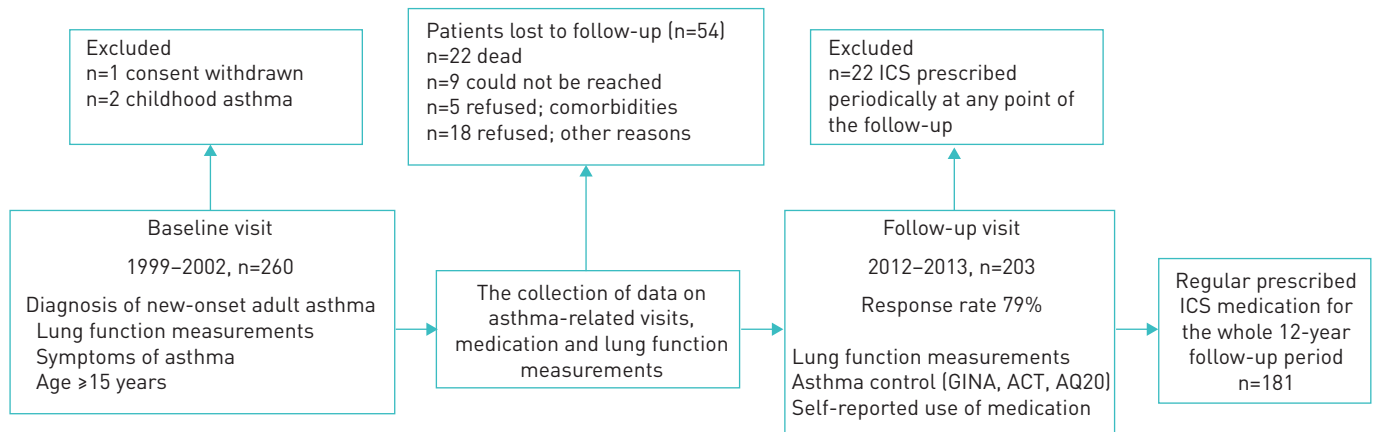 Excluded
n=1 consent withdrawn
n=2 childhood asthma
Patients lost to follow-up (n=54)
n=22 dead
n=9 could not be reached
n=5 refused; comorbidities
n=18 refused; other reasons
Excluded
n=22 ICS prescribed
periodically at any point of
the follow-up
Baseline visit
1999–2002, n=260
Diagnosis of new-onset adult asthma
Lung function measurements
Symptoms of asthma
Age ≥15 years
The collection of data on
asthma-related visits,
medication and lung function
measurements
Follow-up visit
2012–2013, n=203
Response rate 79%
Lung function measurements
Asthma control (GINA, ACT, AQ20)
Self-reported use of medication
Regular prescribed
ICS medication for
the whole 12-year
follow-up period
n=181